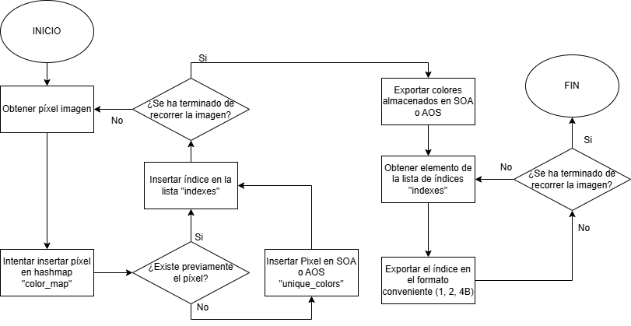 INICIO
Obtener píxel imagen
Intentar insertar píxel
en hashmap
"color_map"
¿Existe previamente
el píxel?
Si
No
Insertar Pixel en SOA
o AOS
"unique_colors"
Insertar índice en la
lista "indexes"
¿Se ha terminado de
recorrer la imagen?
No
Si
Exportar colores
almacenados en SOA
o AOS
Obtener elemento de
la lista de índices
"indexes"
Exportar el índice en
el formato
conveniente (1, 2, 4B)
No
¿Se ha terminado de
recorrer la imagen?
No
Si
FIN